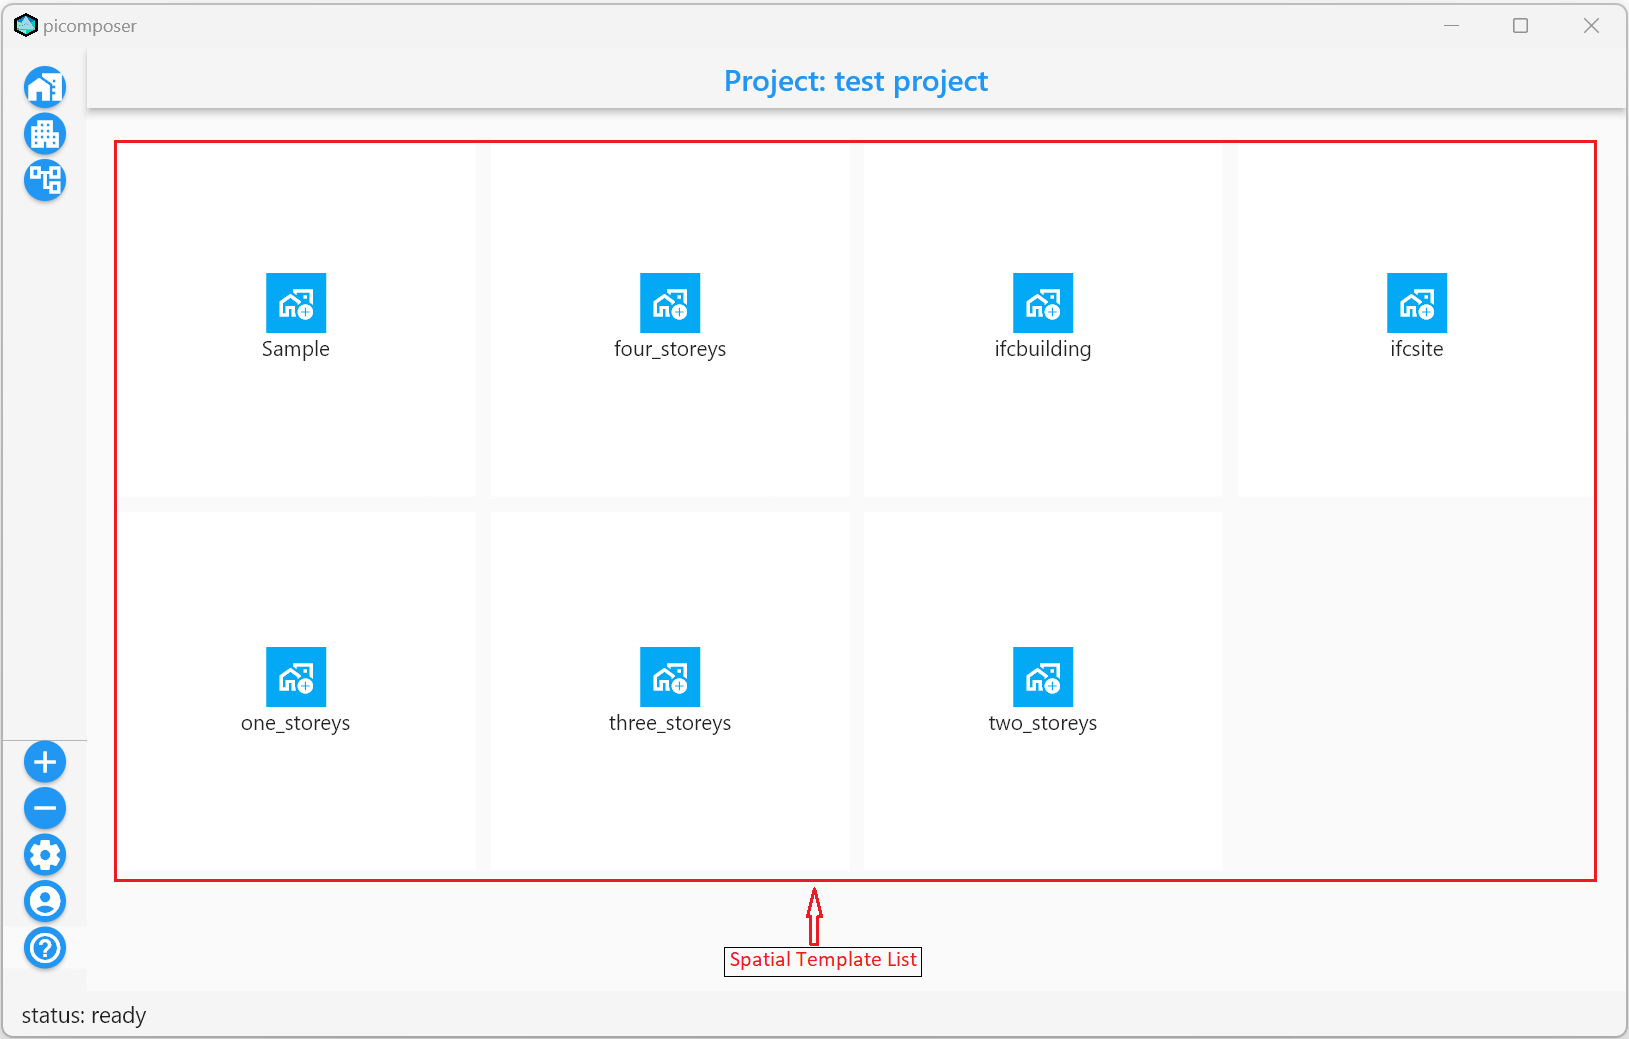 picomposer
Project: test project
Sample
four_storeys
ifcbuilding
ifcsite
one_storeys
three_storeys
two_storeys
Spatial Template List
status: ready